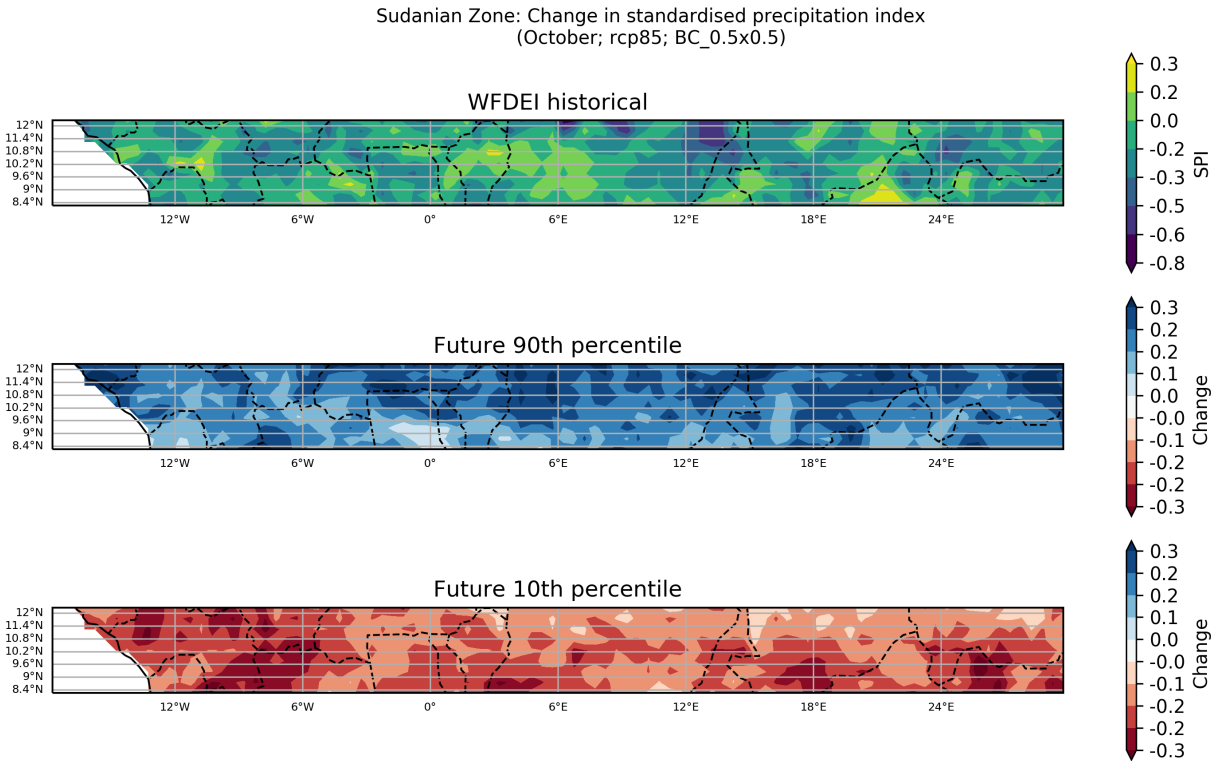 Sudanian Zone: Change in standardised precipitation index
(October; rcp85; BC_0.5x0.5)
WFDEI historical
12°N
11.4°N
10.8°N
10.2°N
9.6°N
9°N
8.4°N
12°W 6°W 0° 6°E 12°E 18°E 24°E
0.3
0.2
0.0
-0.2
-0.3
-0.5
-0.6
-0.8
SPI
Future 90th percentile
12°N
11.4°N
10.8°N
10.2°N
9.6°N
9°N
8.4°N
12°W 6°W 0° 6°E 12°E 18°E 24°E
0.3
0.2
0.2
0.1
0.0
-0.0
-0.1
-0.2
-0.2
-0.3
Change
Future 10th percentile
12°N
11.4°N
10.8°N
10.2°N
9.6°N
9°N
8.4°N
12°W 6°W 0° 6°E 12°E 18°E 24°E
0.3
0.2
0.2
0.1
0.0
-0.0
-0.1
-0.2
-0.2
-0.3
Change